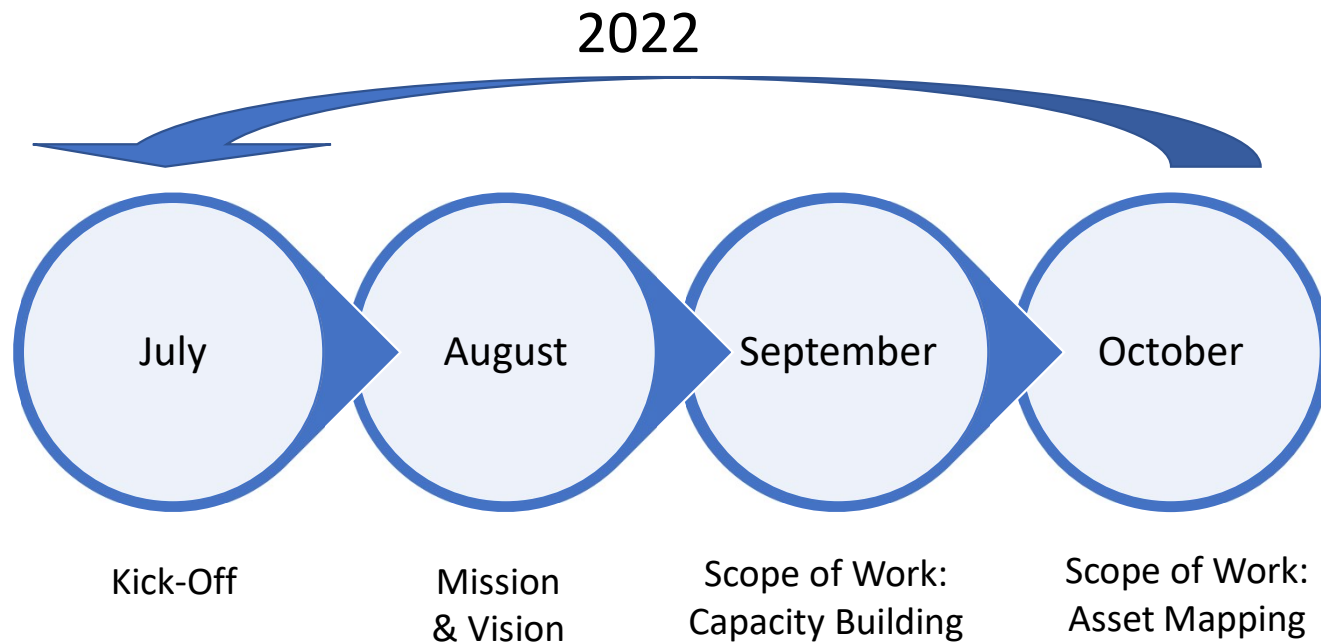 2022
July
August
September
October
Kick-Off
Mission
& Vision
Scope of Work:
Capacity Building
Scope of Work:
Asset Mapping